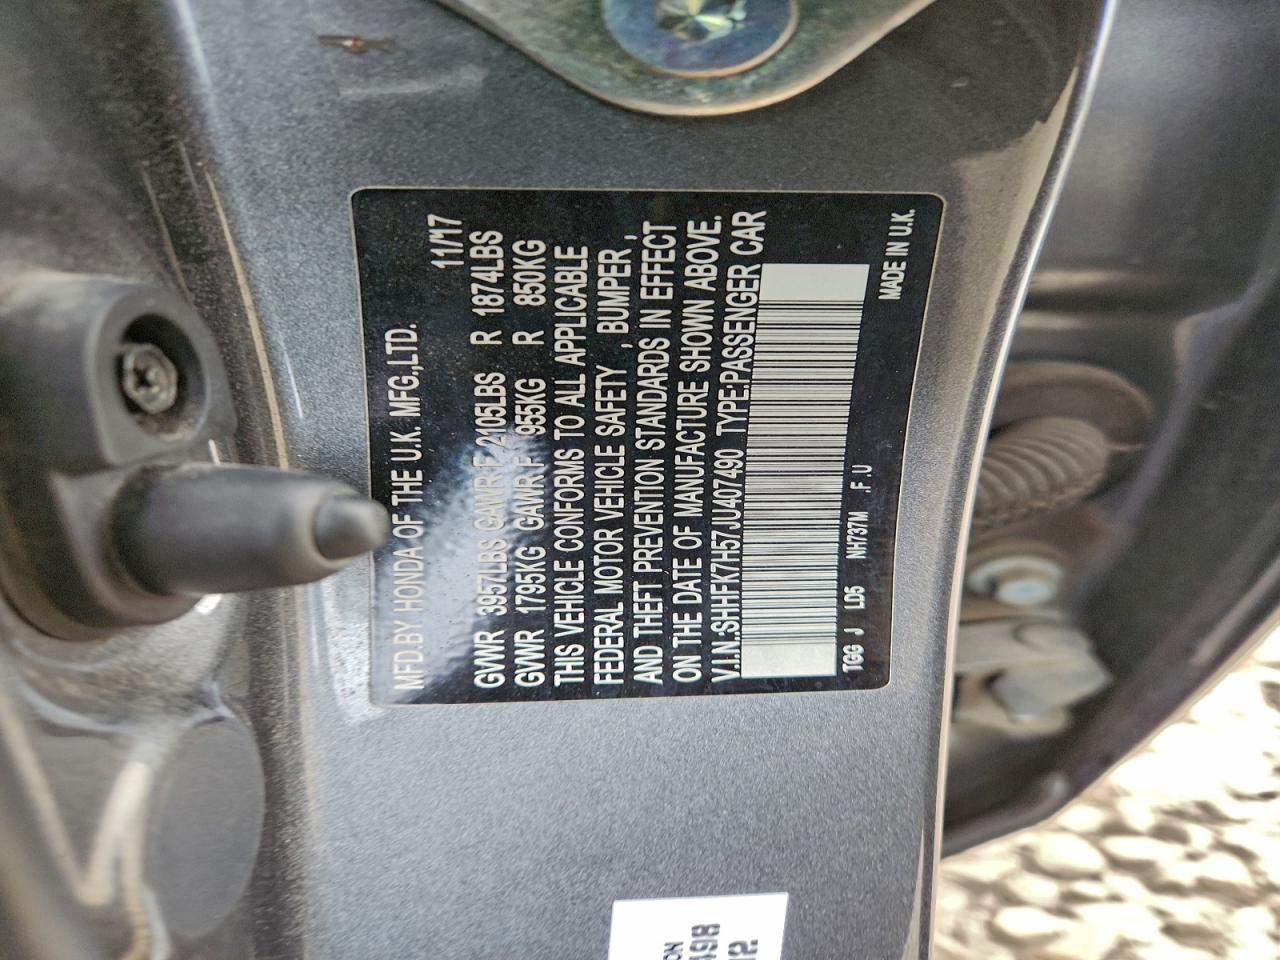 MFD.BY HONDA OF THE U.K. MFG.,LTD. 11/17
GVWR 3957LBS GAWR F 2105LBS R 1874LBS
GVWR 1795KG GAWR F 955KG R 850KG
THIS VEHICLE CONFORMS TO ALL APPLICABLE
FEDERAL MOTOR VEHICLE SAFETY , BUMPER ,
AND THEFT PREVENTION STANDARDS IN EFFECT
ON THE DATE OF MANUFACTURE SHOWN ABOVE.
V.I.N.:SHHFK7H57JU407490 TYPE:PASSENGER CAR
TGG J LD5 NH737M .F.U
MADE IN U.K.